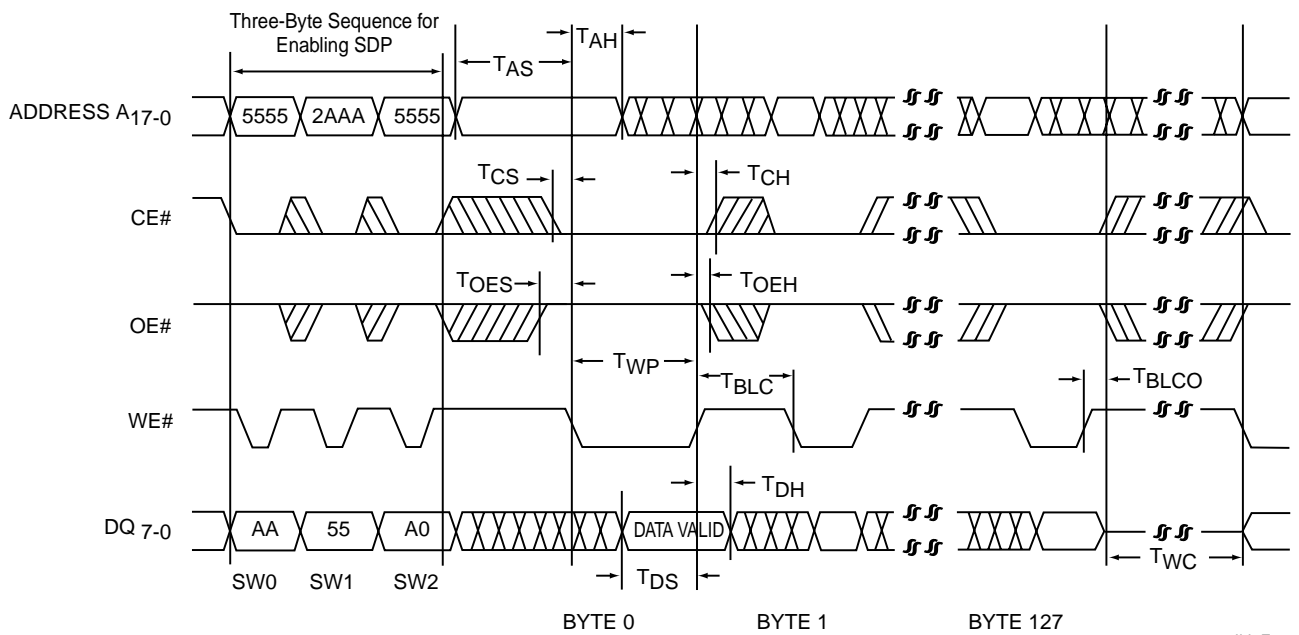 Three-Byte Sequence for
Enabling SDP
TAH
TAS
ADDRESS A17-0
5555 2AAA 5555
TCS
TCH
CE#
TOES
TOEH
OE#
TWP
TBLC
TBLCO
WE#
TDH
DQ 7-0
AA 55 A0
DATA VALID
TWC
SW0 SW1 SW2
TDS
BYTE 0 BYTE 1 BYTE 127